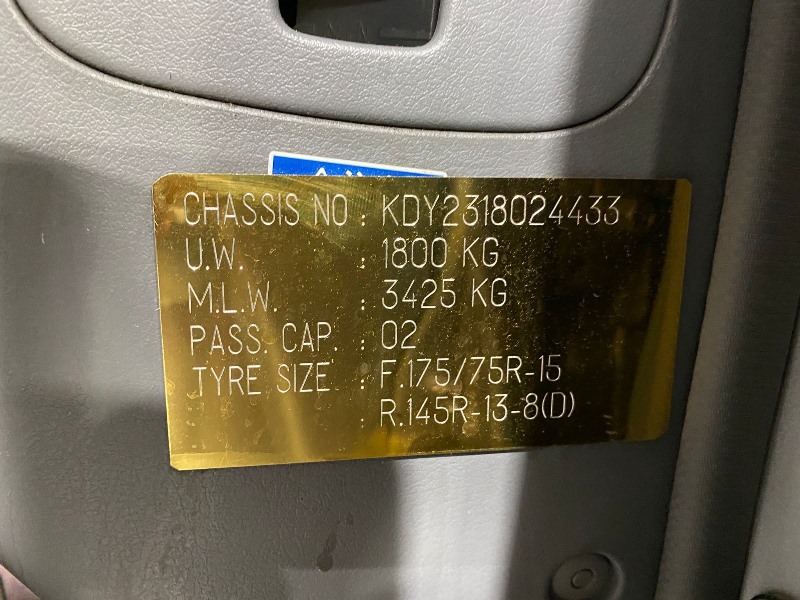 CHASSIS NO : KDY2318024433
U.W. : 1800 KG
M.L.W. : 3425 KG
PASS. CAP. : 02
TYRE SIZE : F.175/75R-15
: R.145R-13-8(D)